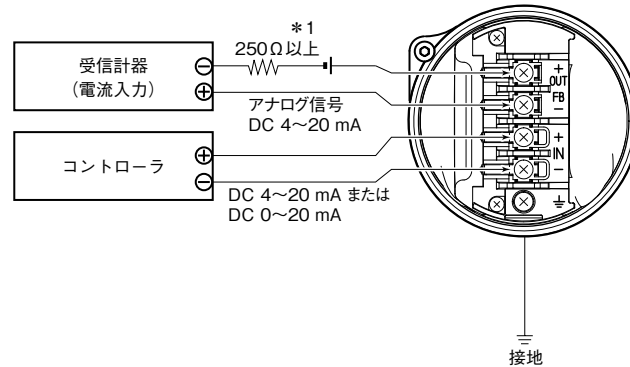 ＊1
250Ω以上
受信計器
（電流入力）
⊖
⊕
アナログ信号
DC 4～20 mA
コントローラ
⊕
⊖
DC 4～20 mA または
DC 0～20 mA
+
OUT
FB
−
+
IN
−
接地